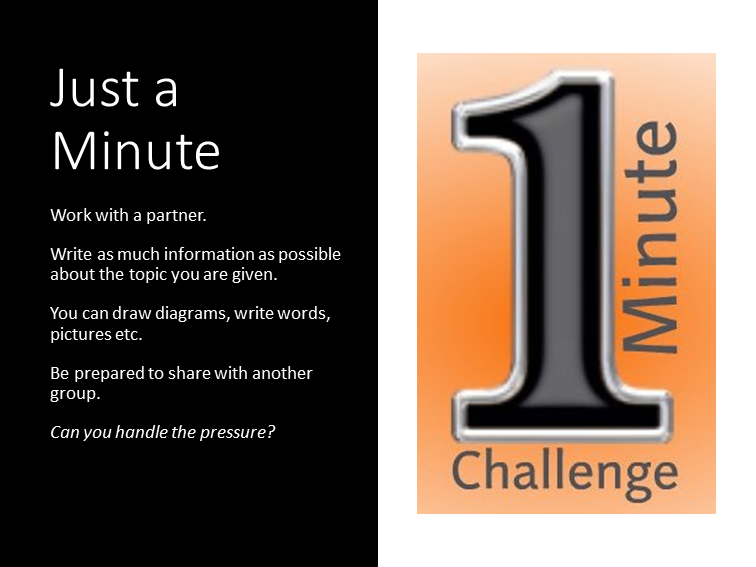 Just a
Minute
Work with a partner.
Write as much information as possible
about the topic you are given.
You can draw diagrams, write words,
pictures etc.
Be prepared to share with another
group.
Can you handle the pressure?
1
Minute
Challenge